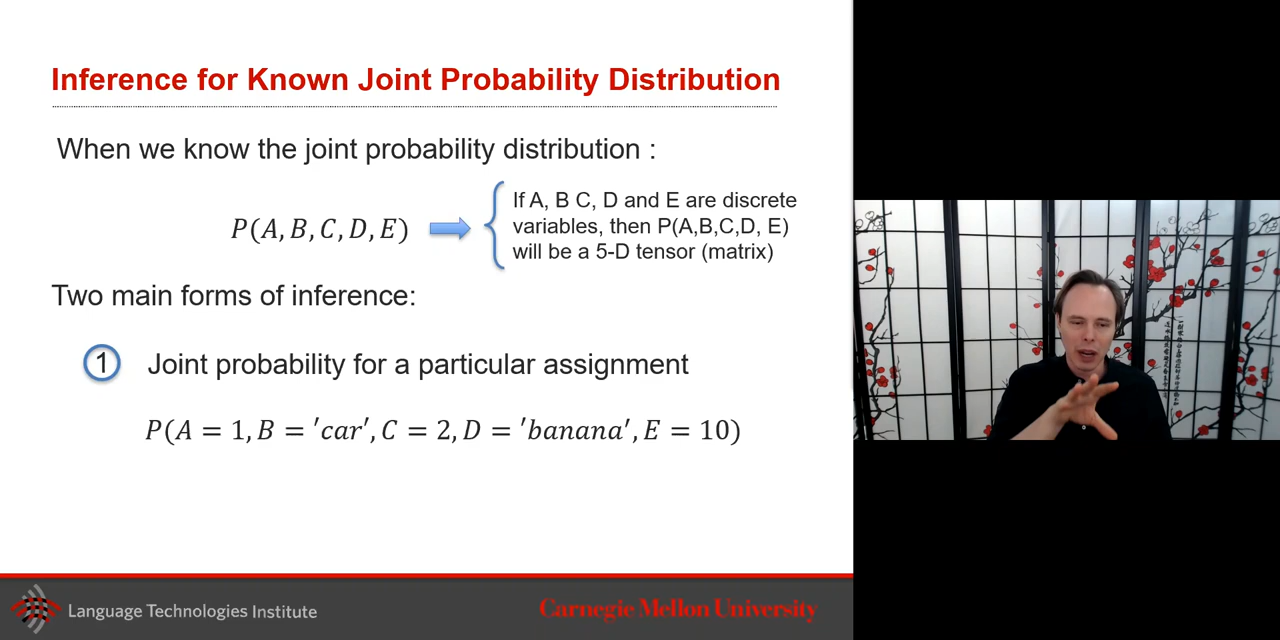 Inference for Known Joint Probability Distribution
When we know the joint probability distribution :
P(A, B, C, D, E)
If A, B C, D and E are discrete
variables, then P(A,B,C,D, E)
will be a 5-D tensor (matrix)
Two main forms of inference:
1 Joint probability for a particular assignment
P(A = 1, B = 'car', C = 2, D = 'banana', E = 10)
Language Technologies Institute
Carnegie Mellon University